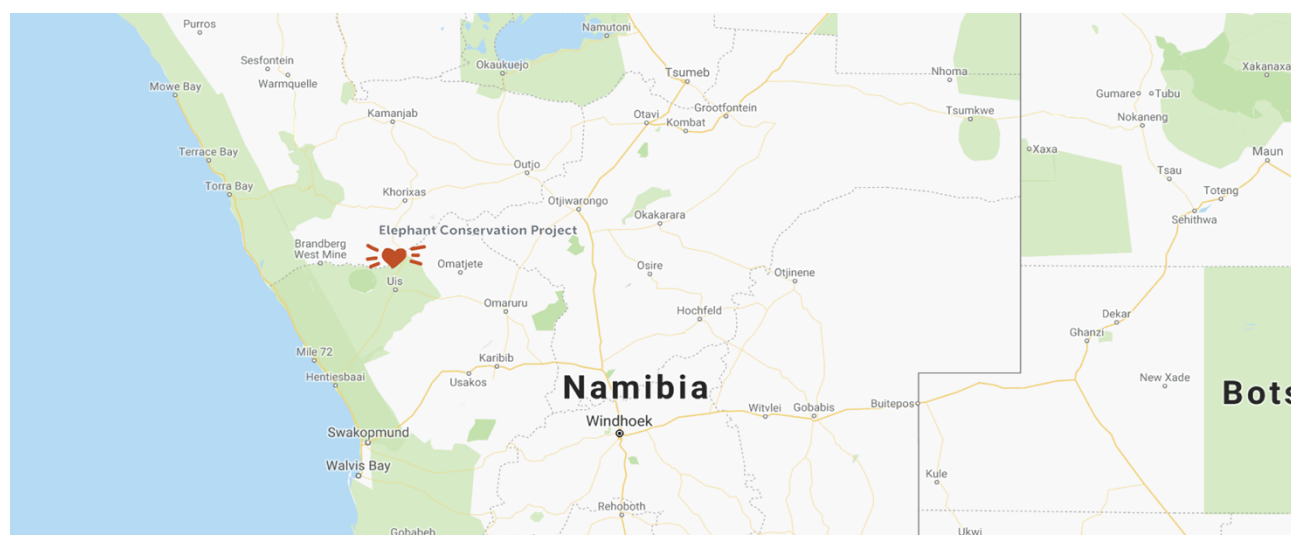 Purros
Namutoni
Sesfontein
Okaukuejo
Warmquelle
Tsumeb
Nhoma
Xakanaxa
Mowe Bay
Gumare
Tubu
Kamanjab
Otavi
Grootfontein
Kombat
Tsumkwe
Nokaneng
Terrace Bay
Xaxa
Maun
Outjo
Tsau
Torra Bay
Khorixas
Toteng
Otjiwarongo
Okakarara
Sehithwa
Elephant Conservation Project
Brandberg
West Mine
Omatjete
Osire
Otjinene
Uis
Omaruru
Hochfeld
Dekar
Ghanzi
Mile 72
Karibib
Hentiesbaai
Usakos
New Xade
Namibia
Bots
Witvlei
Gobabis
Buitepos
Windhoek
Swakopmund
Walvis Bay
Kule
Rehoboth
Gobabeb
Ukwi